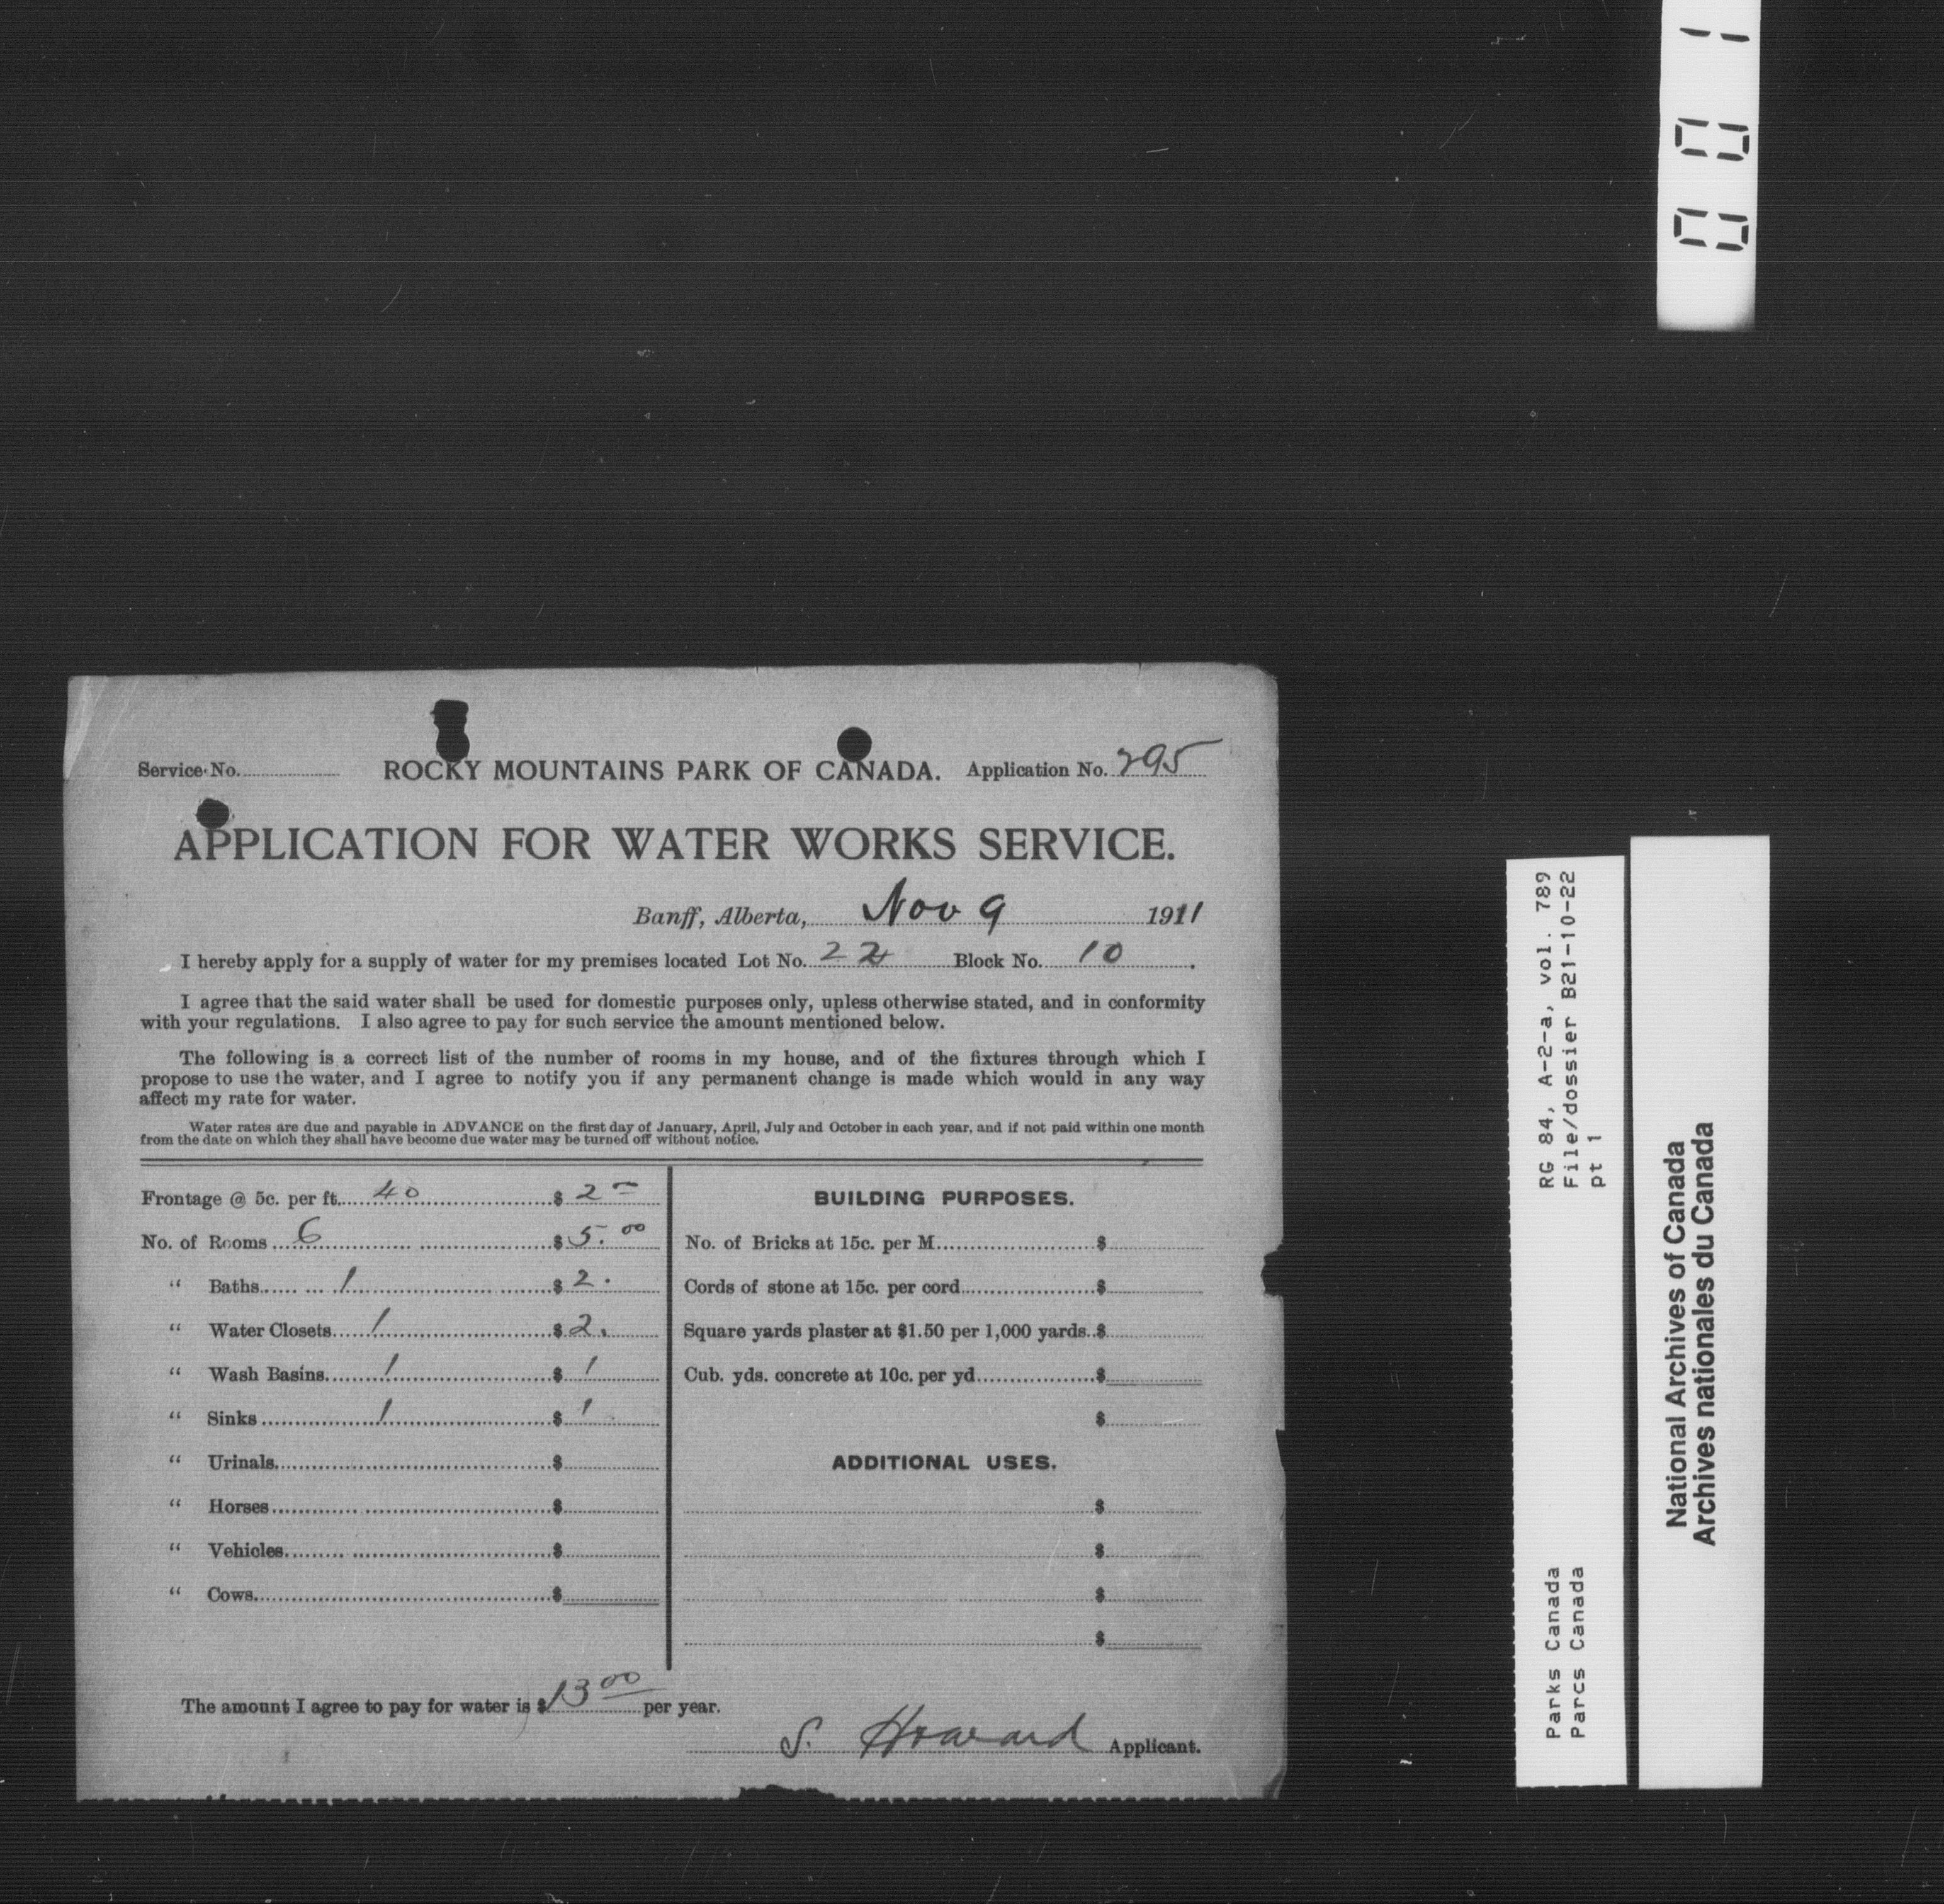 001
Service No. ROCKY MOUNTAINS PARK OF CANADA. Application No. 295
APPLICATION FOR WATER WORKS SERVICE.
Banff, Alberta, Nov 9 1911
I hereby apply for a supply of water for my premises located Lot No. 22 Block No. 10.
I agree that the said water shall be used for domestic purposes only, unless otherwise stated, and in conformity
with your regulations. I also agree to pay for such service the amount mentioned below.
The following is a correct list of the number of rooms in my house, and of the fixtures through which I
propose to use the water, and I agree to notify you if any permanent change is made which would in any way
affect my rate for water.
Water rates are due and payable in ADVANCE on the first day of January, April, July and October in each year, and if not paid within one month
from the date on which they shall have become due water may be turned off without notice.
Frontage @ 5c. per ft. 40 $ 2 —
No. of Rooms 6 $ 5.00
" Baths 1 $ 2.
" Water Closets 1 $ 2.
" Wash Basins 1 $ 1
" Sinks 1 $ 1
" Urinals $
" Horses $
" Vehicles $
" Cows $
BUILDING PURPOSES.
No. of Bricks at 15c. per M. $
Cords of stone at 15c. per cord $
Square yards plaster at $1.50 per 1,000 yards $
Cub. yds. concrete at 10c. per yd. $
$
ADDITIONAL USES.
$
$
$
$
The amount I agree to pay for water is $13 00 per year.
S. Howard Applicant.
RG 84, A-2-a, vol. 789
File/dossier B21-10-22
pt 1
Parks Canada
Parcs Canada
National Archives of Canada
Archives nationales du Canada